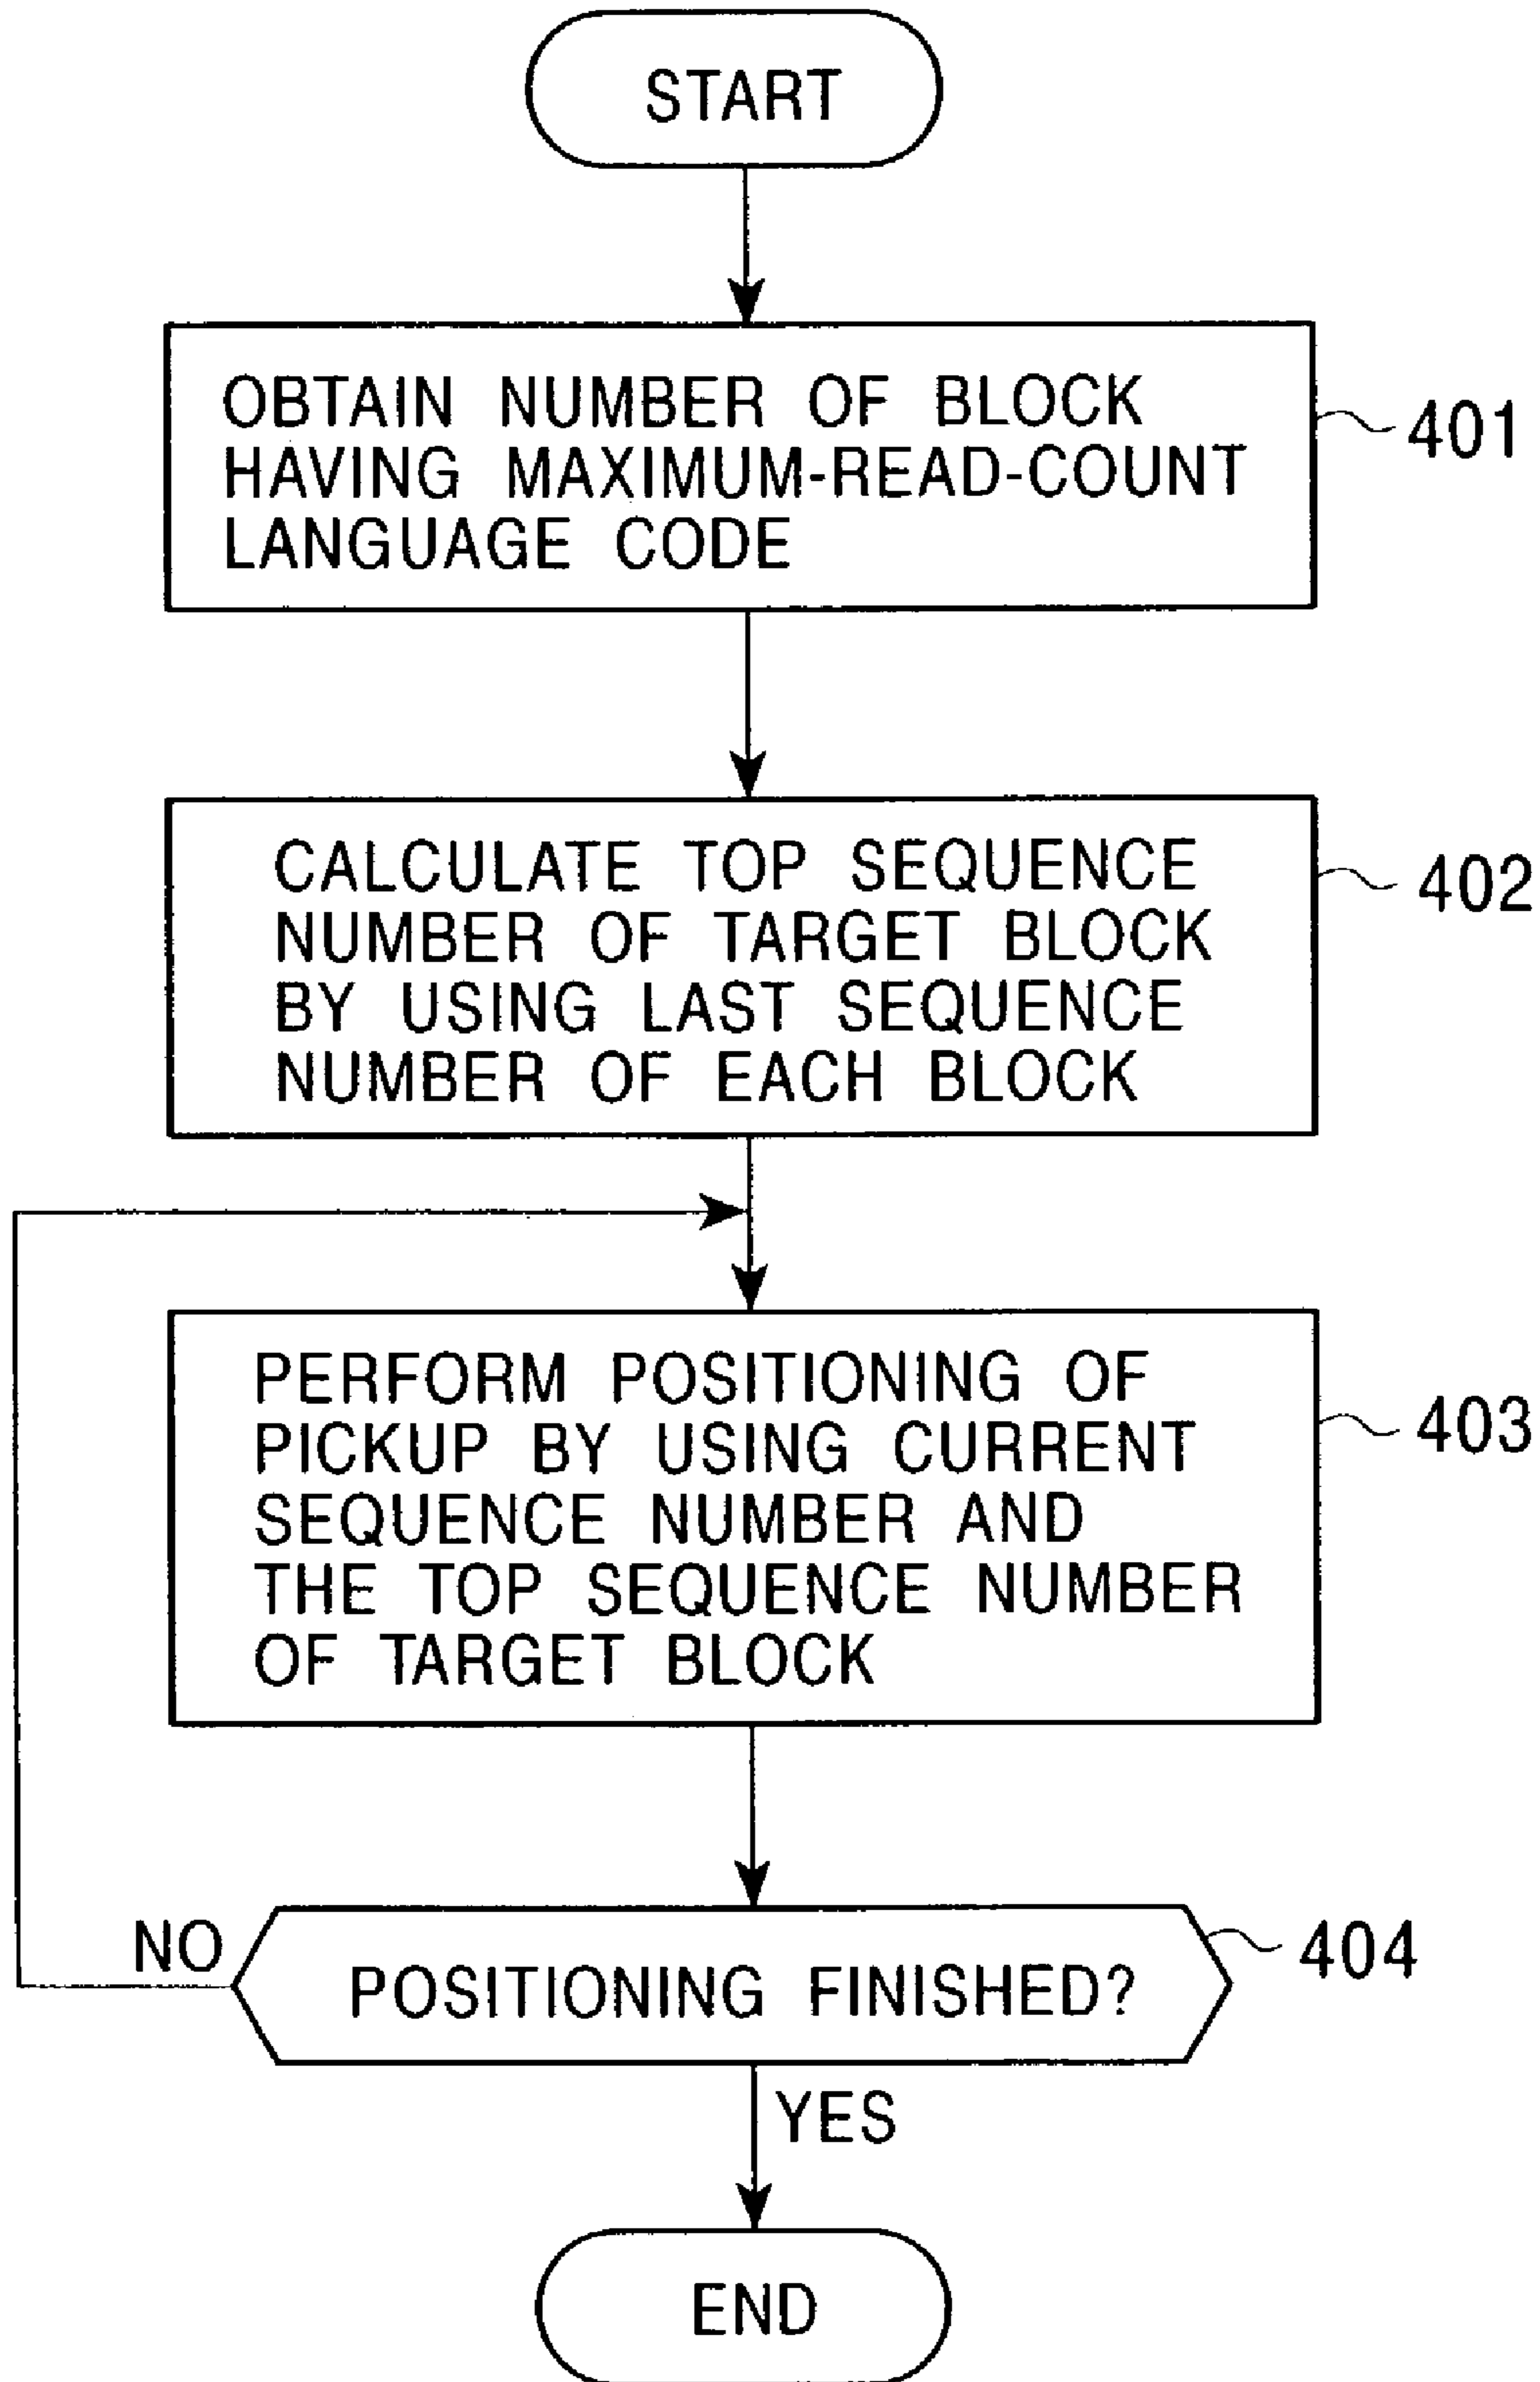 START
OBTAIN NUMBER OF BLOCK
HAVING MAXIMUM-READ-COUNT
LANGUAGE CODE
401
CALCULATE TOP SEQUENCE
NUMBER OF TARGET BLOCK
BY USING LAST SEQUENCE
NUMBER OF EACH BLOCK
402
PERFORM POSITIONING OF
PICKUP BY USING CURRENT
SEQUENCE NUMBER AND
THE TOP SEQUENCE NUMBER
OF TARGET BLOCK
403
NO
POSITIONING FINISHED?
404
YES
END